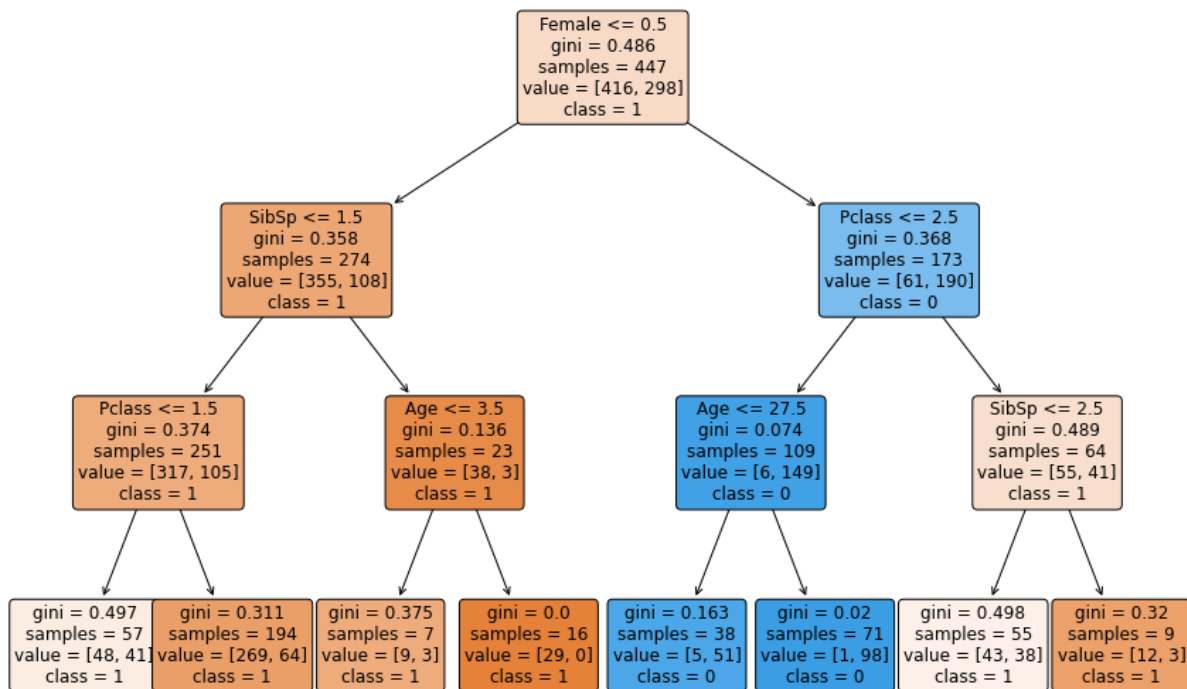 Female <= 0.5
gini = 0.486
samples = 447
value = [416, 298]
class = 1
SibSp <= 1.5
gini = 0.358
samples = 274
value = [355, 108]
class = 1
Pclass <= 2.5
gini = 0.368
samples = 173
value = [61, 190]
class = 0
Pclass <= 1.5
gini = 0.374
samples = 251
value = [317, 105]
class = 1
Age <= 3.5
gini = 0.136
samples = 23
value = [38, 3]
class = 1
Age <= 27.5
gini = 0.074
samples = 109
value = [6, 149]
class = 0
SibSp <= 2.5
gini = 0.489
samples = 64
value = [55, 41]
class = 1
gini = 0.497
samples = 57
value = [48, 41]
class = 1
gini = 0.311
samples = 194
value = [269, 64]
class = 1
gini = 0.375
samples = 7
value = [9, 3]
class = 1
gini = 0.0
samples = 16
value = [29, 0]
class = 1
gini = 0.163
samples = 38
value = [5, 51]
class = 0
gini = 0.02
samples = 71
value = [1, 98]
class = 0
gini = 0.498
samples = 55
value = [43, 38]
class = 1
gini = 0.32
samples = 9
value = [12, 3]
class = 1